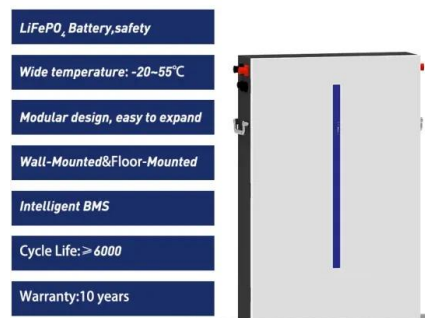 LiFePO₄ Battery,safety
Wide temperature: -20~55℃
Modular design, easy to expand
Wall-Mounted&Floor-Mounted
Intelligent BMS
Cycle Life:≥6000
Warranty:10 years